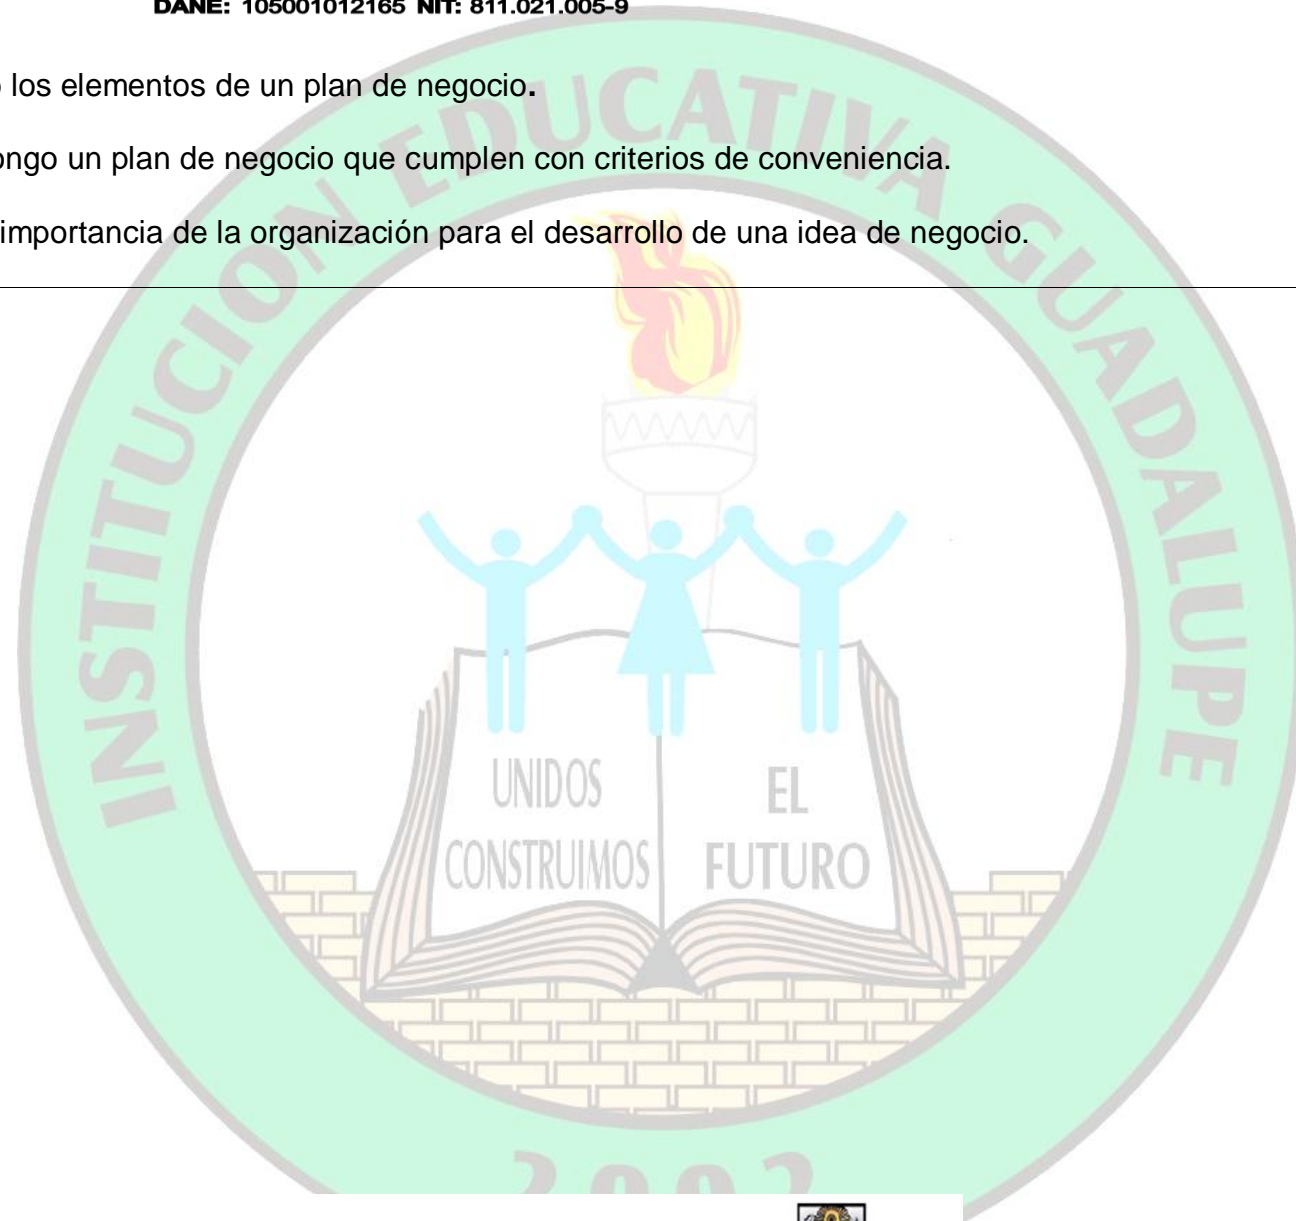 DANE: 105001012165 NIT: 811.021.005-9
los elementos de un plan de negocio.
ongo un plan de negocio que cumplen con criterios de conveniencia.
importancia de la organización para el desarrollo de una idea de negocio.
INSTITUCION EDUCATIVA GUADALUPE
UNIDOS
CONSTRUIMOS
EL
FUTURO
2002